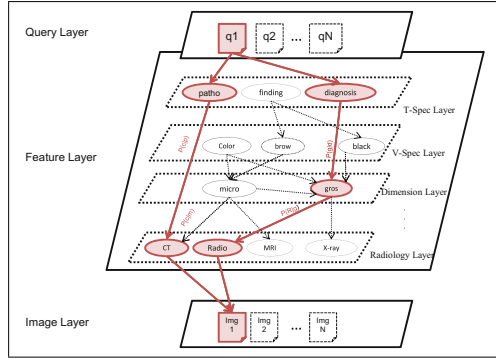 Query Layer
q1 q2 ... qN
patho finding diagnosis
T-Spec Layer
P(c|p)
P(g|d)
Color brow black
V-Spec Layer
Feature Layer
micro gros
Dimension Layer
P(c|m)
P(R|g)
CT Radio MRI X-ray
Radiology Layer
Image Layer
Img 1 Img 2 ... Img N